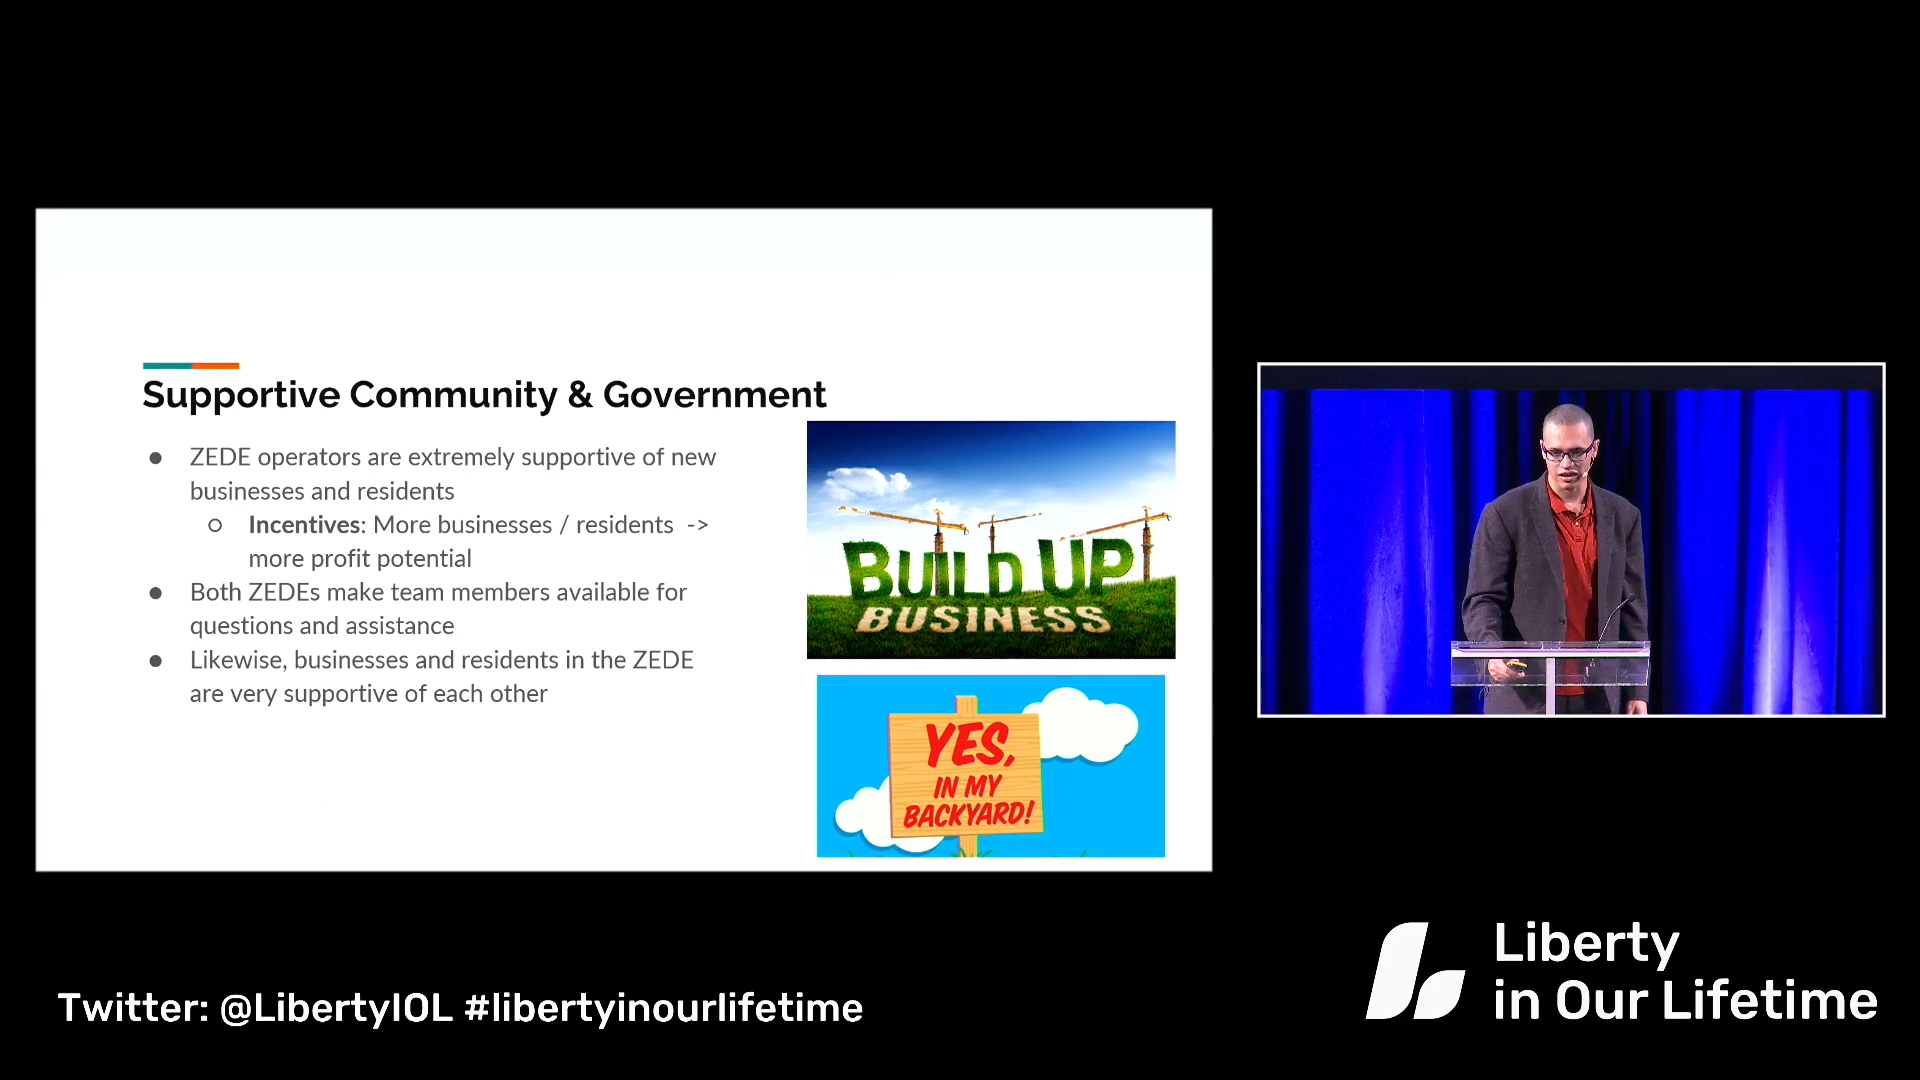 Supportive Community & Government
● ZEDE operators are extremely supportive of new
businesses and residents
○ Incentives: More businesses / residents ->
more profit potential
● Both ZEDEs make team members available for
questions and assistance
● Likewise, businesses and residents in the ZEDE
are very supportive of each other
BUILD UP
BUSINESS
YES,
IN MY
BACKYARD!
Twitter: @LibertyIOL #libertyinourlifetime
Liberty
in Our Lifetime